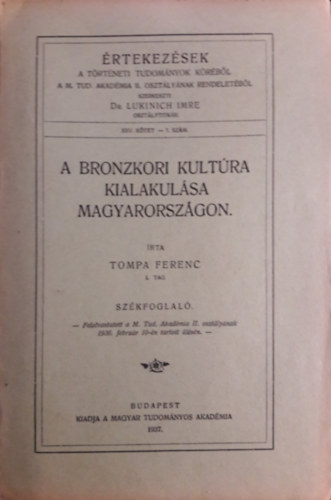 ÉRTEKEZÉSEK
A TÖRTÉNETI TUDOMÁNYOK KÖRÉBŐL
A M. TUD. AKADÉMIA II. OSZTÁLYÁNAK RENDELETÉBŐL
SZERKESZTI
DR. LUKINICH IMRE
OSZTÁLYTITKÁR
KÖTET — 1. SZÁM.
A BRONZKORI KULTÚRA
KIALAKULÁSA
MAGYARORSZÁGON.
ÍRTA
TOMPA FERENC
L. TAG
SZÉKFOGLALÓ.
— Felolvastatott a M. Tud. Akadémia II. osztályának
1936. február 10-én tartott ülésén. —
BUDAPEST
KIADJA A MAGYAR TUDOMÁNYOS AKADÉMIA
1937.